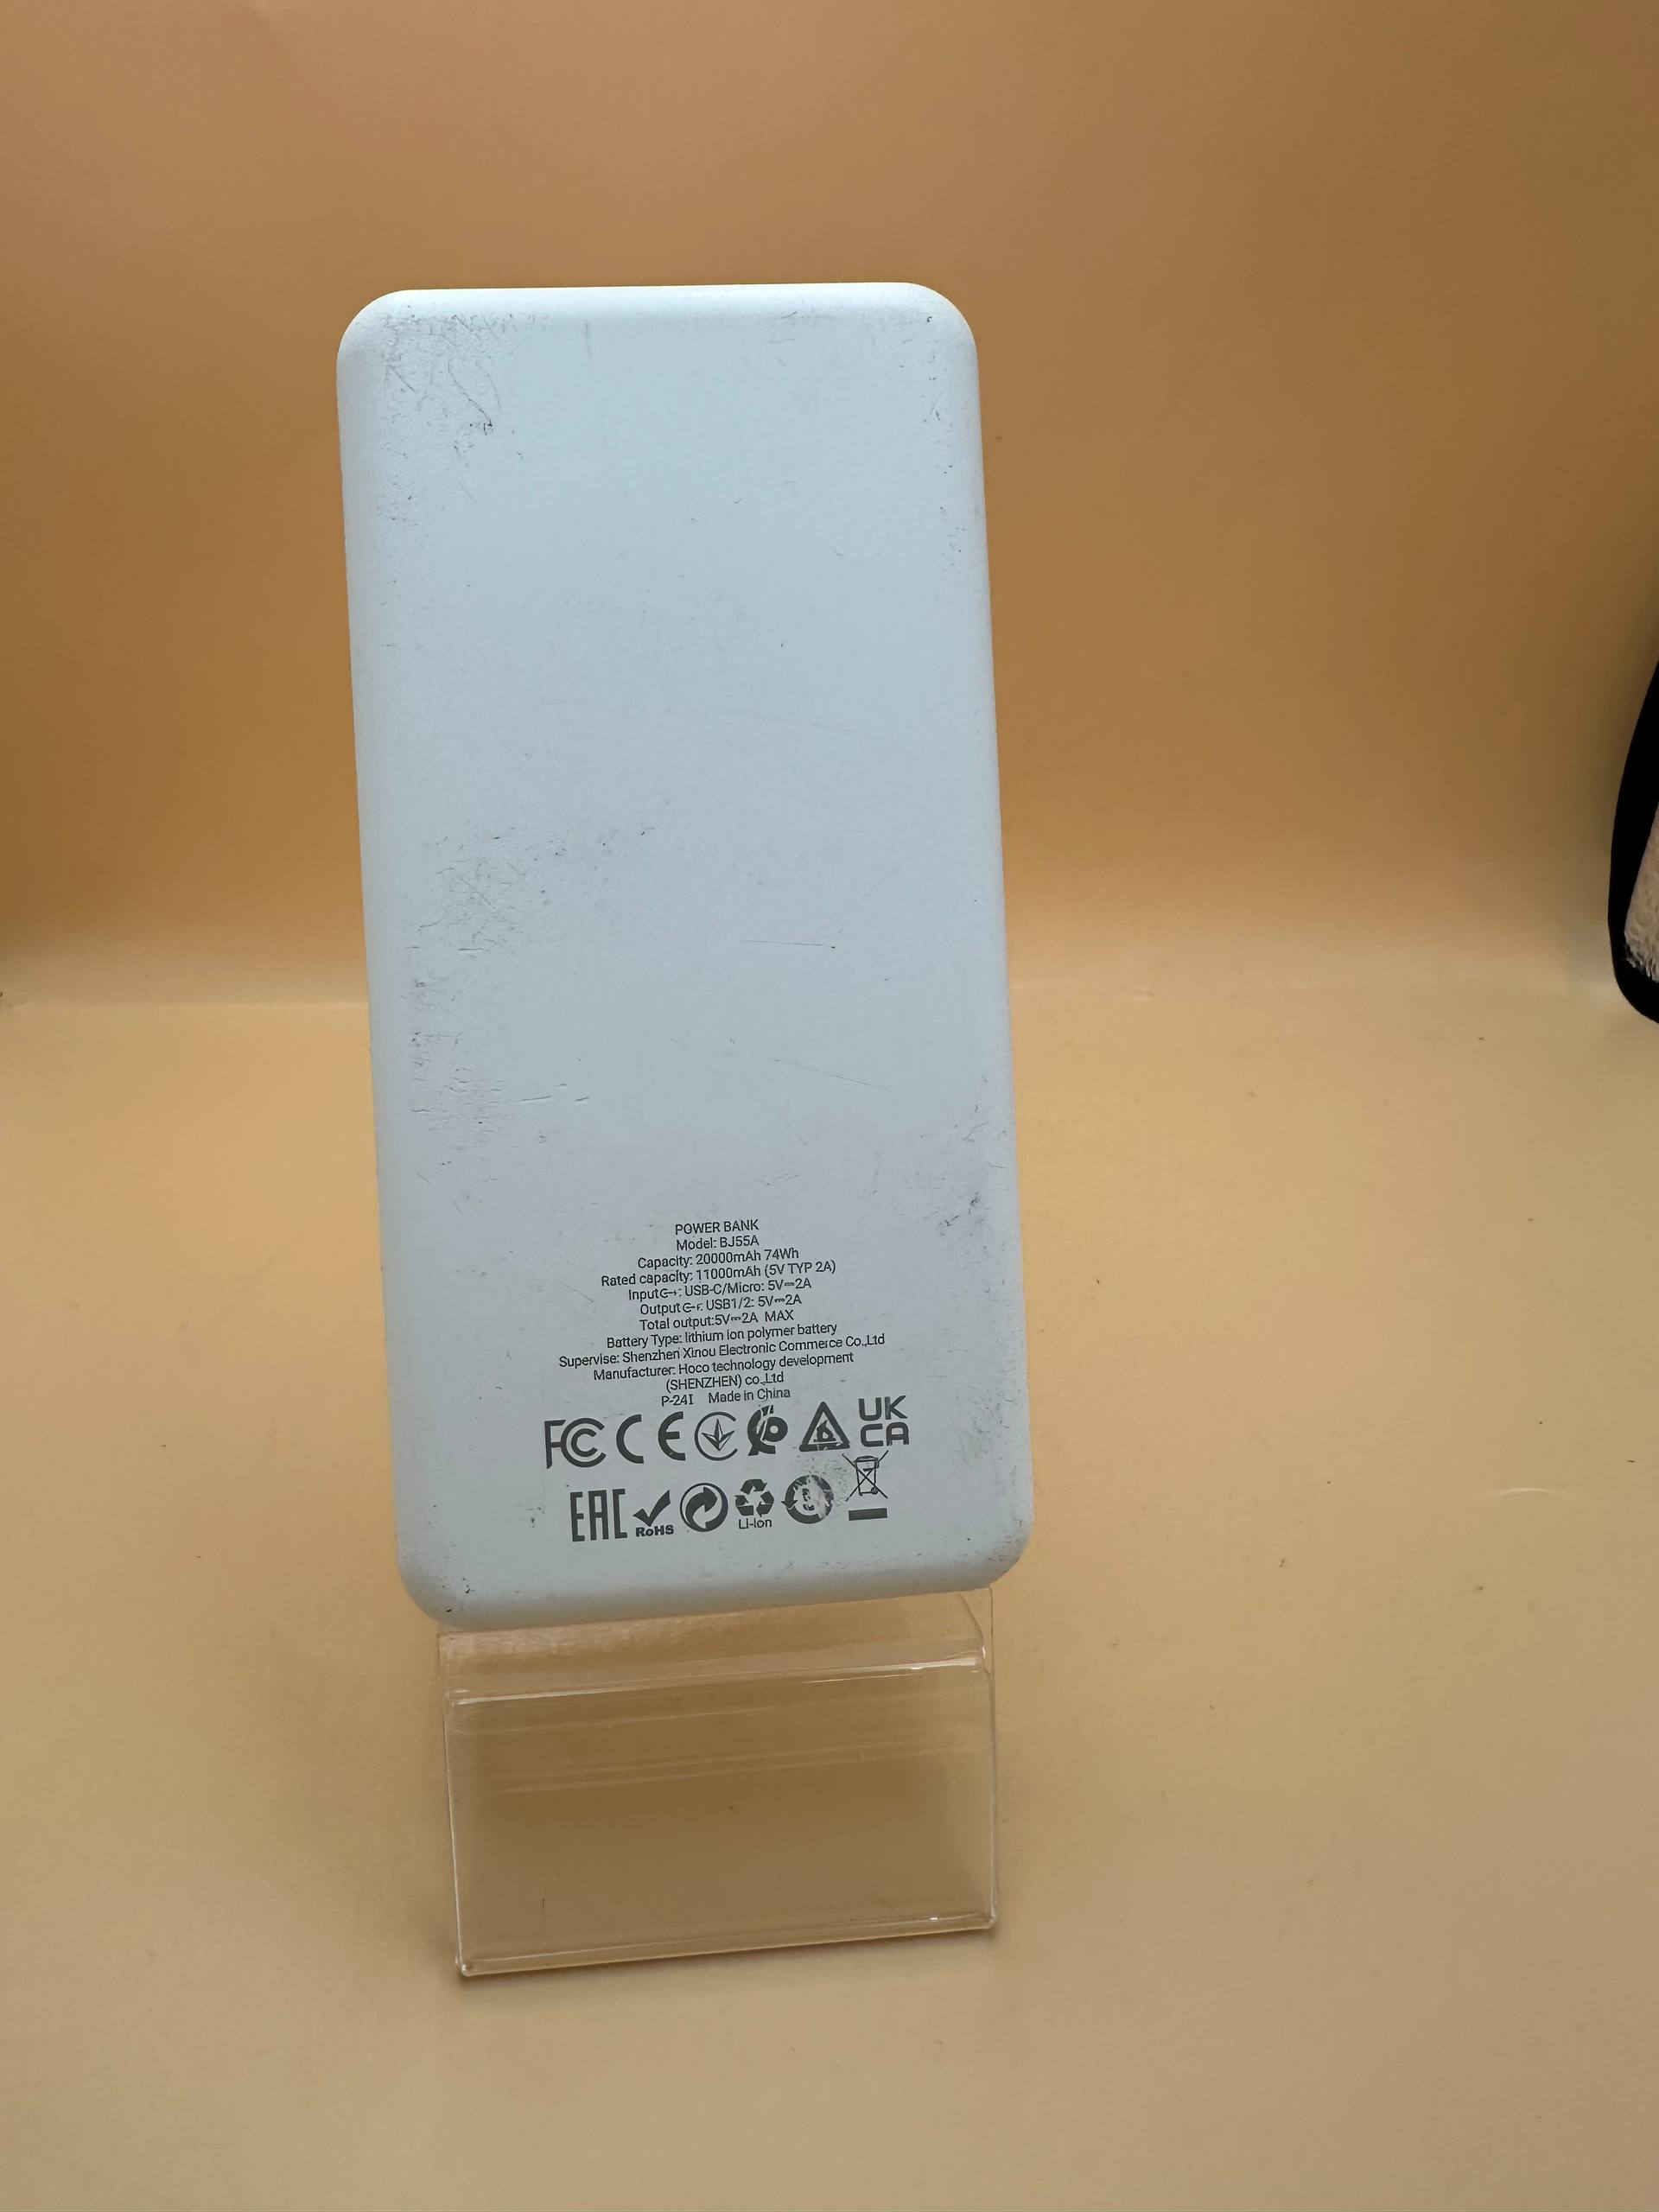 POWER BANK
Model: BJ55A
Capacity: 20000mAh 74Wh
Rated capacity: 11000mAh (5V TYP 2A)
Input: USB-C/Micro: 5V⎓2A
Output: USB1/2: 5V⎓2A
Total output:5V⎓2A MAX
Battery Type: lithium ion polymer battery
Supervise: Shenzhen Xinou Electronic Commerce Co.,Ltd
Manufacturer: Hoco technology development
(SHENZHEN) co.,Ltd
P-24I Made in China
FC CE UK
CA
EAC RoHS Li-ion